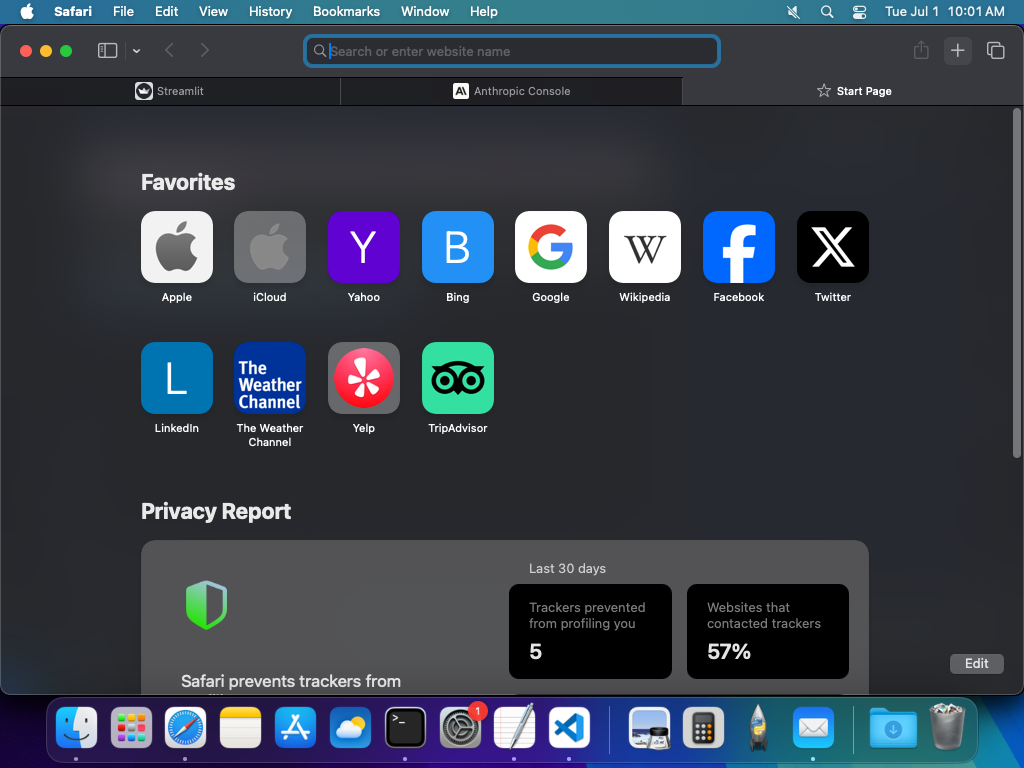 Safari File Edit View History Bookmarks Window Help Tue Jul 1 10:01 AM
Search or enter website name
Streamlit
Anthropic Console
Start Page
Favorites
Y
B
W
Apple
iCloud
Yahoo
Bing
Google
Wikipedia
Facebook
Twitter
L
The
Weather
Channel
LinkedIn
The Weather
Channel
Yelp
TripAdvisor
Privacy Report
Last 30 days
Trackers prevented
from profiling you
5
Websites that
contacted trackers
57%
Safari prevents trackers from
Edit
1